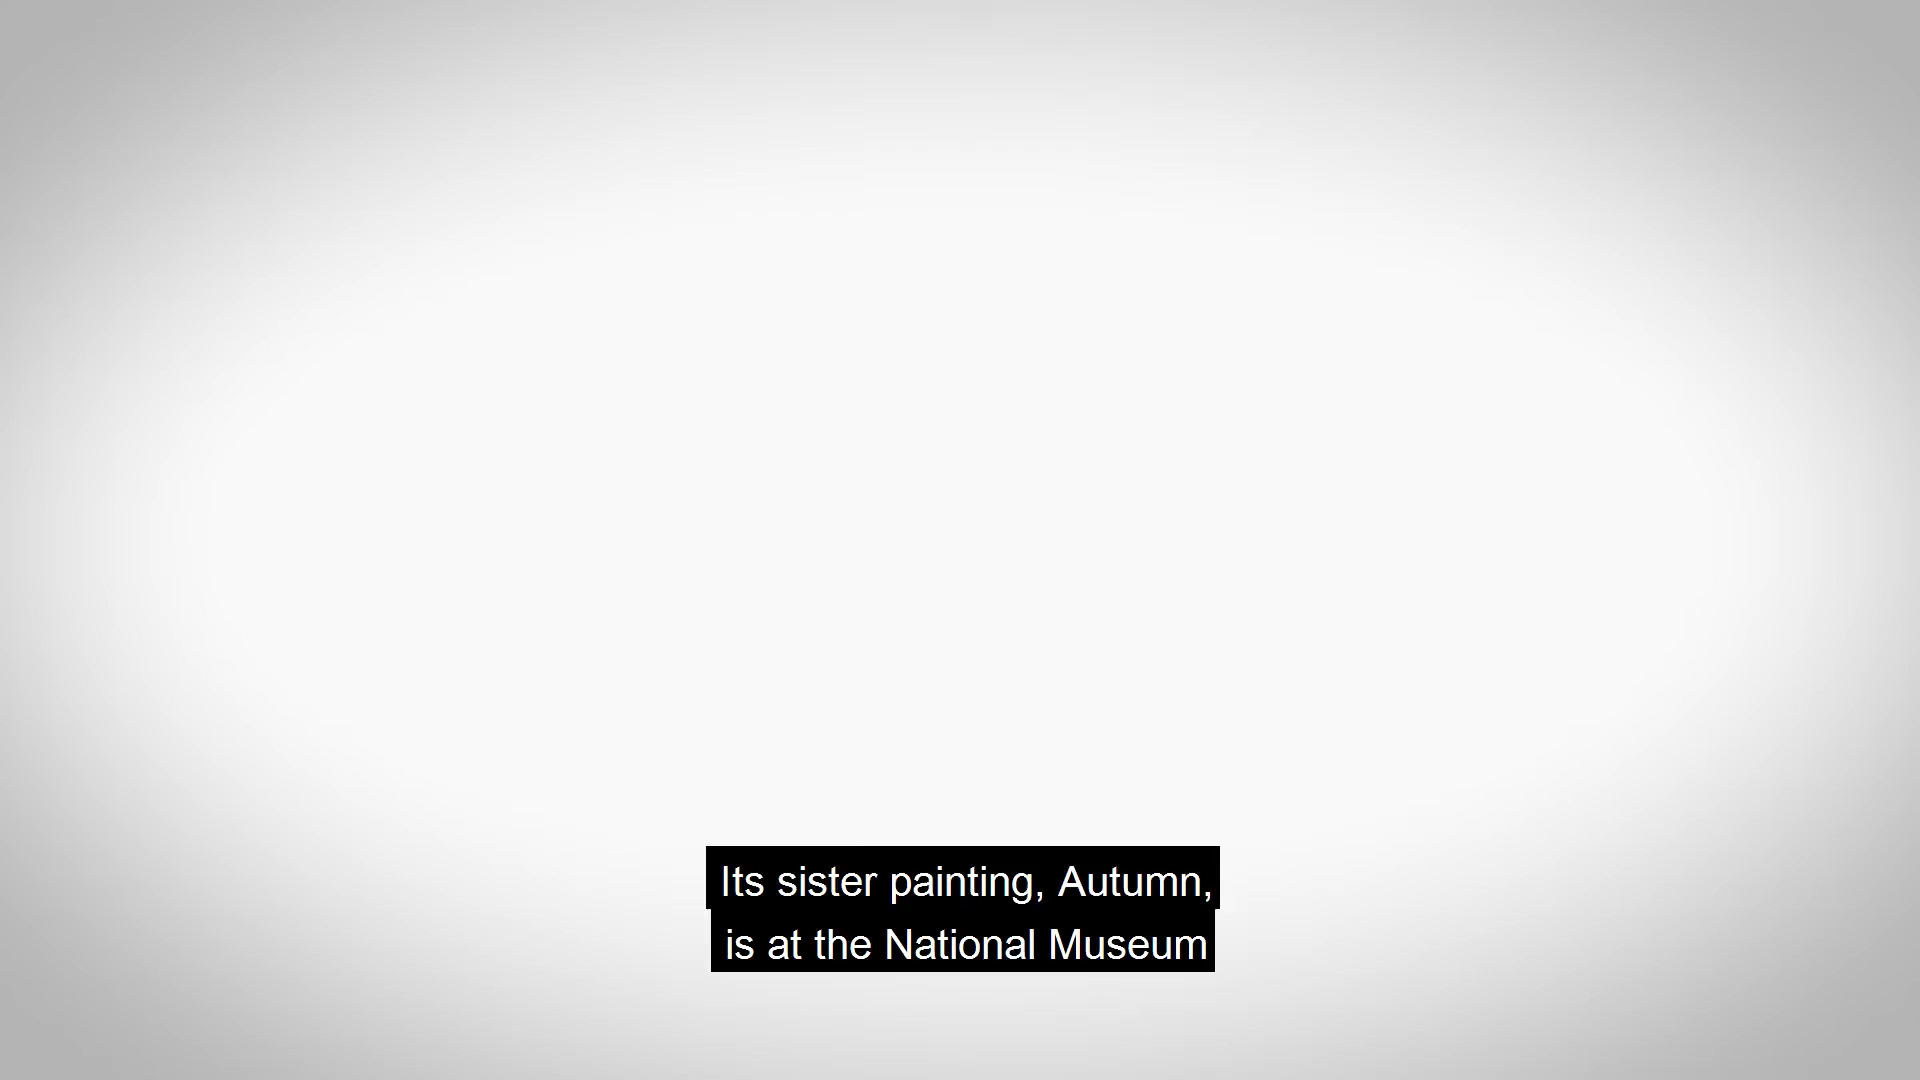 Its sister painting, Autumn,
is at the National Museum